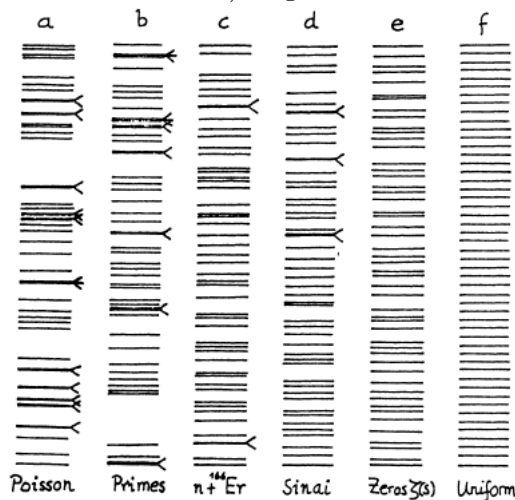 a b c d e f
Poisson Primes n+¹⁶⁶Er Sinai Zeros ζ(s) Uniform